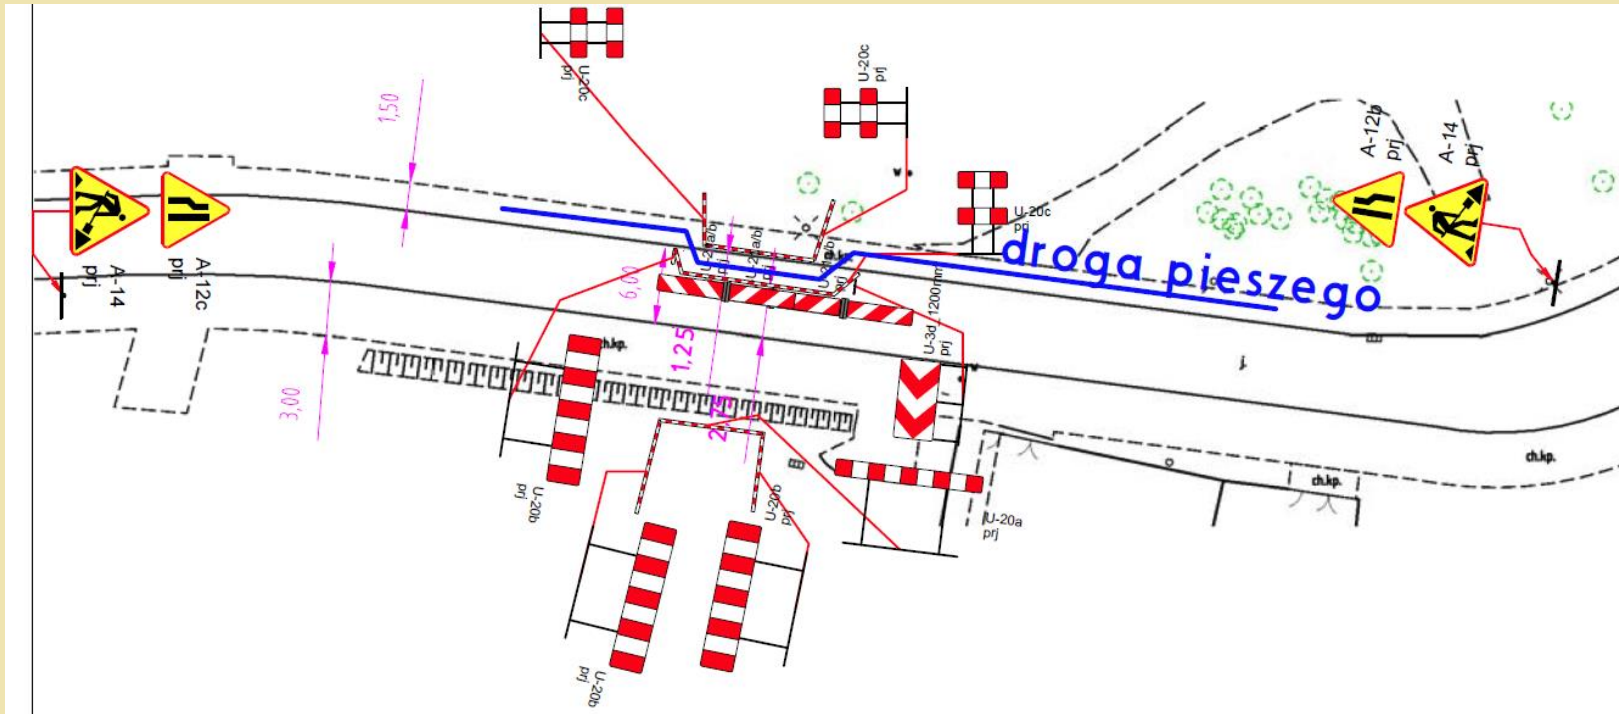 U-20c
prj
U-20c
prj
1,50
A-12b
prj
A-14
prj
U-20c
prj
droga pieszego
A-14
prj
A-12c
prj
6,00
U-3d_1200mm
prj
ch.kp.
1,25
3,00
2,75
j.
ch.kp.
ch.kp.
U-20b
prj
U-20b
prj
U-20a
prj
U-20b
prj